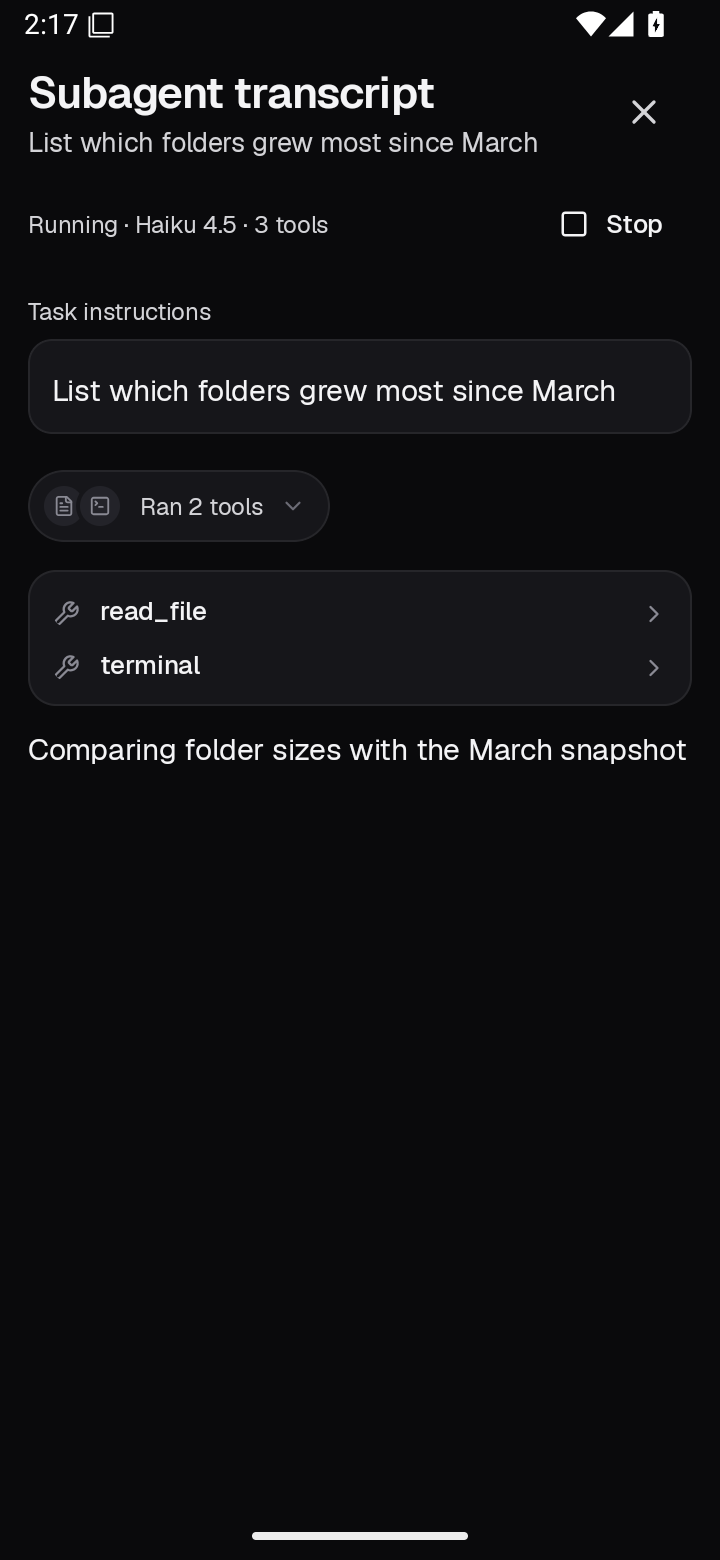 2:17
Subagent transcript
List which folders grew most since March
Running · Haiku 4.5 · 3 tools
Stop
Task instructions
List which folders grew most since March
Ran 2 tools
read_file
terminal
Comparing folder sizes with the March snapshot